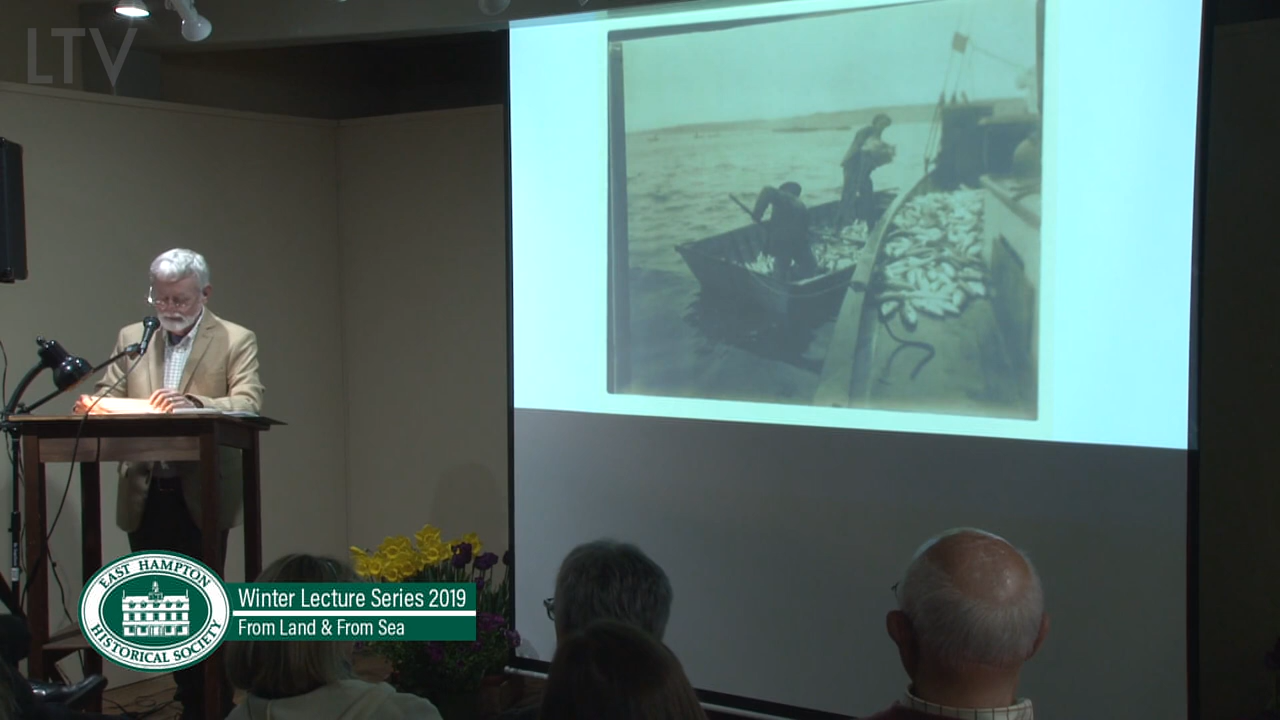 LTV
EAST HAMPTON
HISTORICAL SOCIETY
Winter Lecture Series 2019
From Land & From Sea